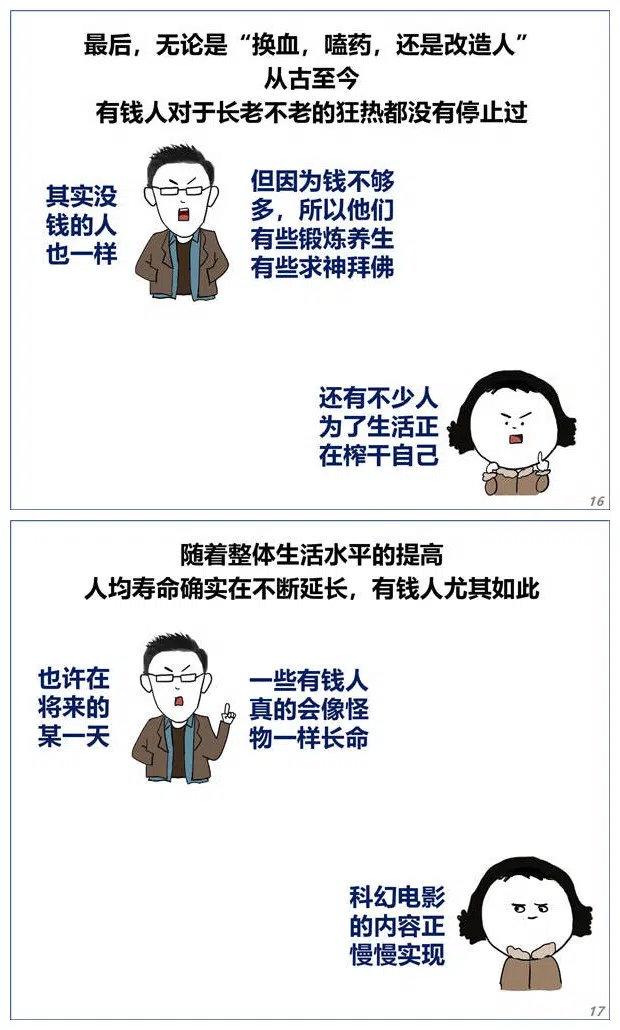 最后，无论是“换血，嗑药，还是改造人”
从古至今
有钱人对于长老不老的狂热都没有停止过
其实没
钱的人
也一样
但因为钱不够
多，所以他们
有些锻炼养生
有些求神拜佛
还有不少人
为了生活正
在榨干自己
16
随着整体生活水平的提高
人均寿命确实在不断延长，有钱人尤其如此
也许在
将来的
某一天
一些有钱人
真的会像怪
物一样长命
科幻电影
的内容正
慢慢实现
17